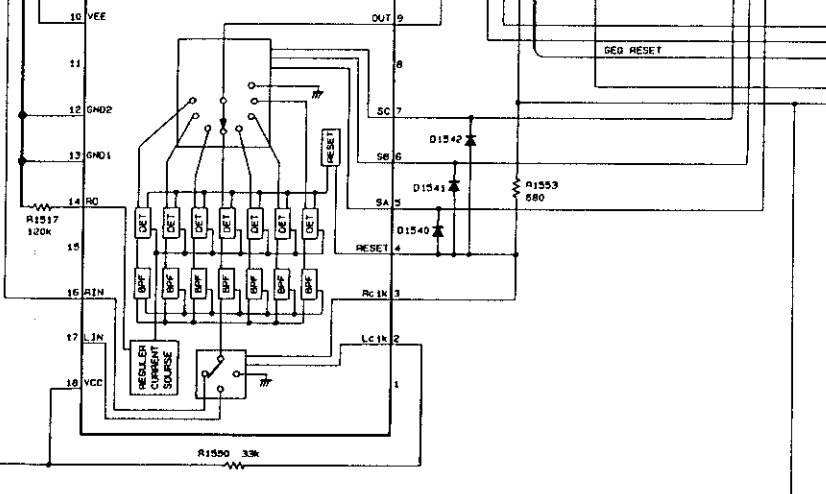 10 VEE
OUT 9
11
8
GEQ RESET
12 GND2
SC 7
D1542
RESET
13 GND1
SB 6
D1541
R1553
680
14 RO
SA 5
R1517
120k
DET DET DET DET DET DET DET
D1540
15
RESET 4
BPF BPF BPF BPF BPF BPF BPF
16 RIN
Rclk 3
17 LIN
Lclk 2
REGULER
CURRENT
SOURSE
18 VCC
1
R1550 33k